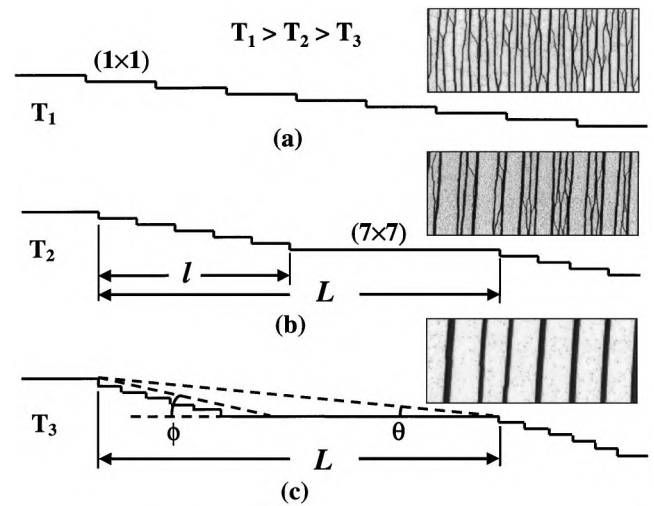 T₁ > T₂ > T₃
(1×1)
T₁
(a)
(7×7)
T₂
l
L
(b)
T₃
ϕ
θ
L
(c)